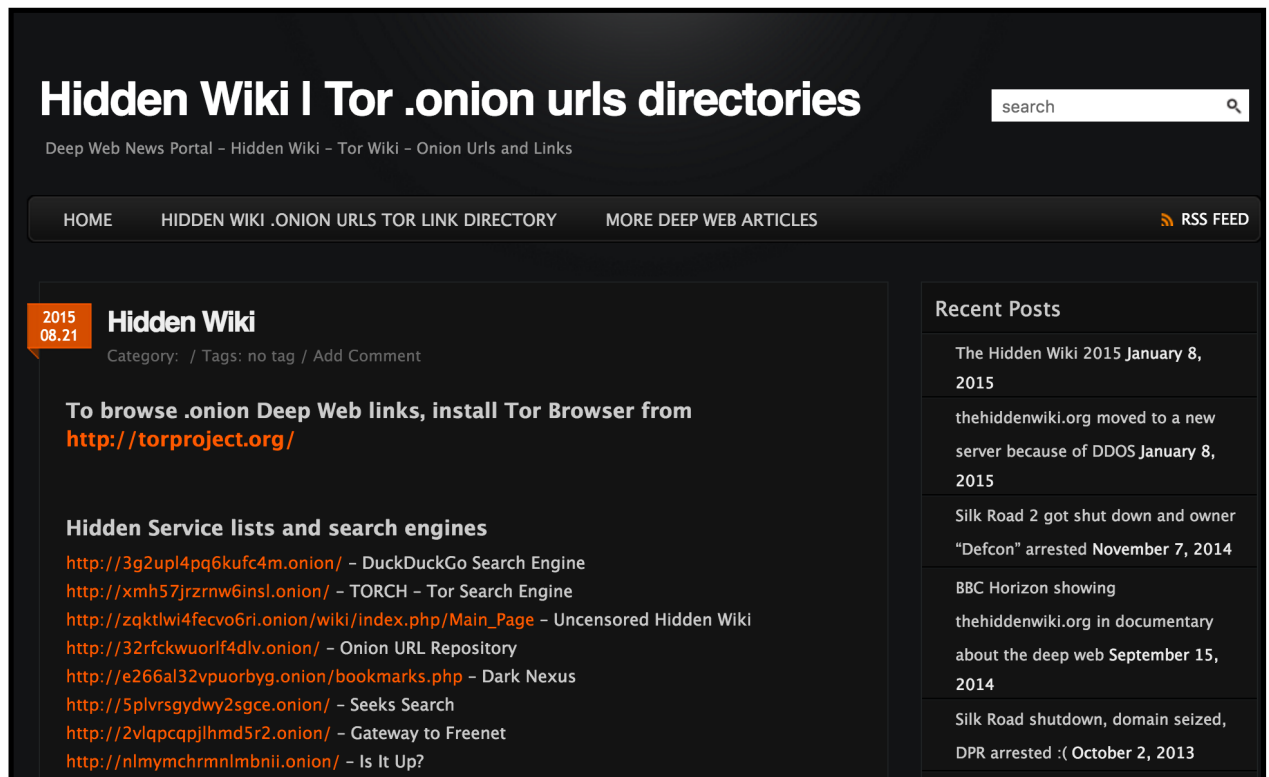 Hidden Wiki | Tor .onion urls directories
search
Deep Web News Portal – Hidden Wiki – Tor Wiki – Onion Urls and Links
HOME
HIDDEN WIKI .ONION URLS TOR LINK DIRECTORY
MORE DEEP WEB ARTICLES
RSS FEED
2015
08.21
Hidden Wiki
Category:  / Tags: no tag / Add Comment
To browse .onion Deep Web links, install Tor Browser from
http://torproject.org/
Hidden Service lists and search engines
http://3g2upl4pq6kufc4m.onion/ – DuckDuckGo Search Engine
http://xmh57jrzrnw6insl.onion/ – TORCH – Tor Search Engine
http://zqktlwi4fecvo6ri.onion/wiki/index.php/Main_Page – Uncensored Hidden Wiki
http://32rfckwuorlf4dlv.onion/ – Onion URL Repository
http://e266al32vpuorbyg.onion/bookmarks.php – Dark Nexus
http://5plvrsgydwy2sgce.onion/ – Seeks Search
http://2vlqpcqpjlhmd5r2.onion/ – Gateway to Freenet
http://nlmymchrmnlmbnii.onion/ – Is It Up?
Recent Posts
The Hidden Wiki 2015 January 8,
2015
thehiddenwiki.org moved to a new
server because of DDOS January 8,
2015
Silk Road 2 got shut down and owner
“Defcon” arrested November 7, 2014
BBC Horizon showing
thehiddenwiki.org in documentary
about the deep web September 15,
2014
Silk Road shutdown, domain seized,
DPR arrested :( October 2, 2013